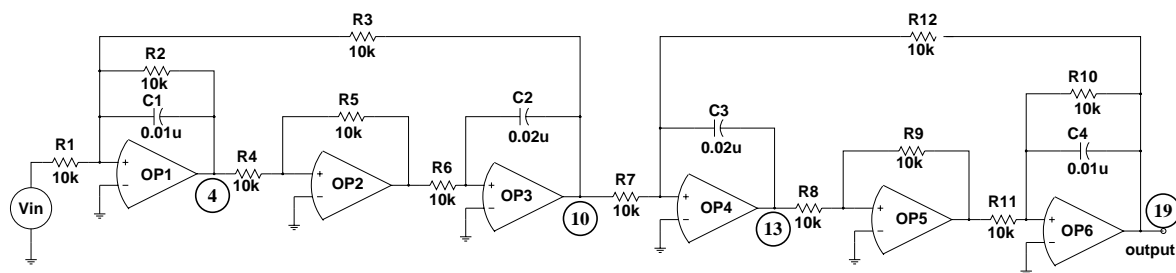 R3
10k
R12
10k
R2
10k
C1
0.01u
R5
10k
C2
0.02u
C3
0.02u
R9
10k
R10
10k
C4
0.01u
R1
10k
+
−
OP1
4
R4
10k
+
−
OP2
R6
10k
+
−
OP3
10
R7
10k
+
−
OP4
13
R8
10k
+
−
OP5
R11
10k
+
−
OP6
19
output
Vin